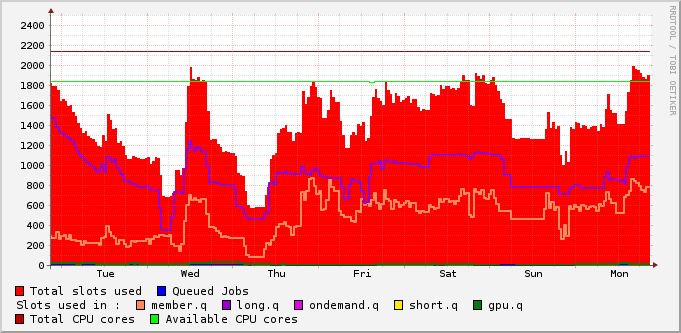 2400
2200
2000
1800
1600
1400
1200
1000
800
600
400
200
0
Tue Wed Thu Fri Sat Sun Mon
Total slots used Queued Jobs
Slots used in : member.q long.q ondemand.q short.q gpu.q
Total CPU cores Available CPU cores
RRDTOOL / TOBI OETIKER